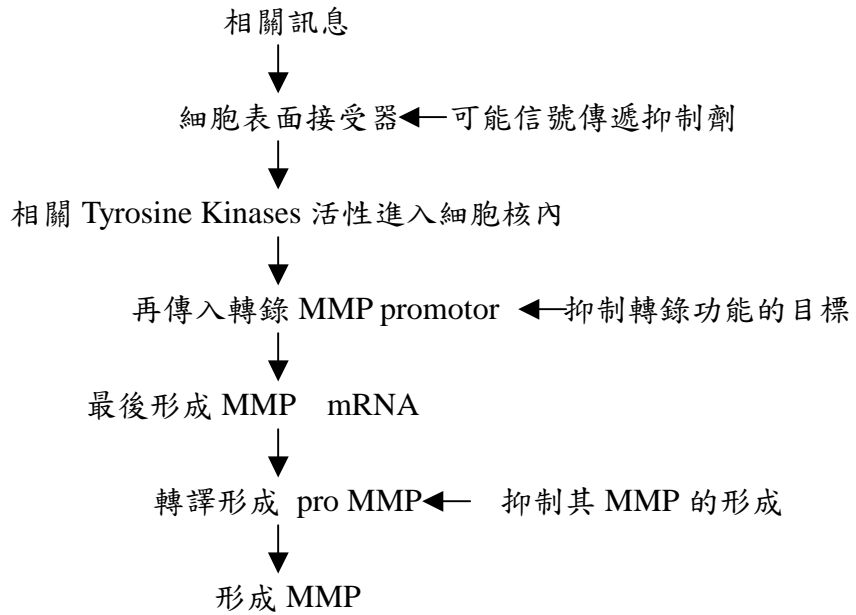 相關訊息
細胞表面接受器 可能信號傳遞抑制劑
相關 Tyrosine Kinases 活性進入細胞核內
再傳入轉錄 MMP promotor 抑制轉錄功能的目標
最後形成 MMP mRNA
轉譯形成 pro MMP 抑制其 MMP 的形成
形成 MMP